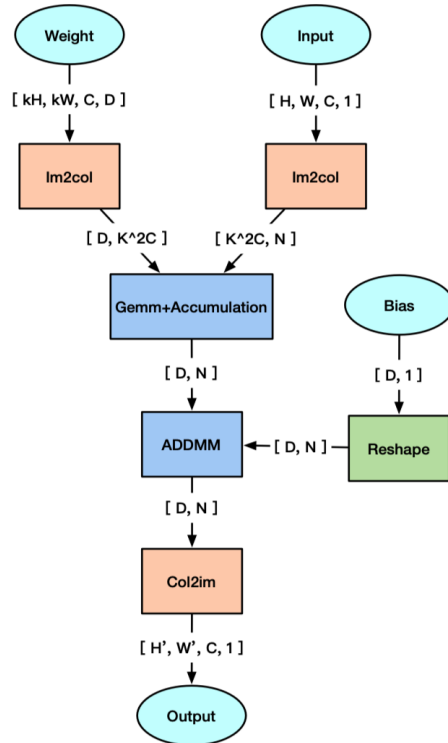 Weight
Input
[ kH, kW, C, D ]
[ H, W, C, 1 ]
Im2col
Im2col
[ D, K^2C ]
[ K^2C, N ]
Gemm+Accumulation
Bias
[ D, N ]
[ D, 1 ]
ADDMM
[ D, N ]
Reshape
[ D, N ]
Col2im
[ H’, W’, C, 1 ]
Output